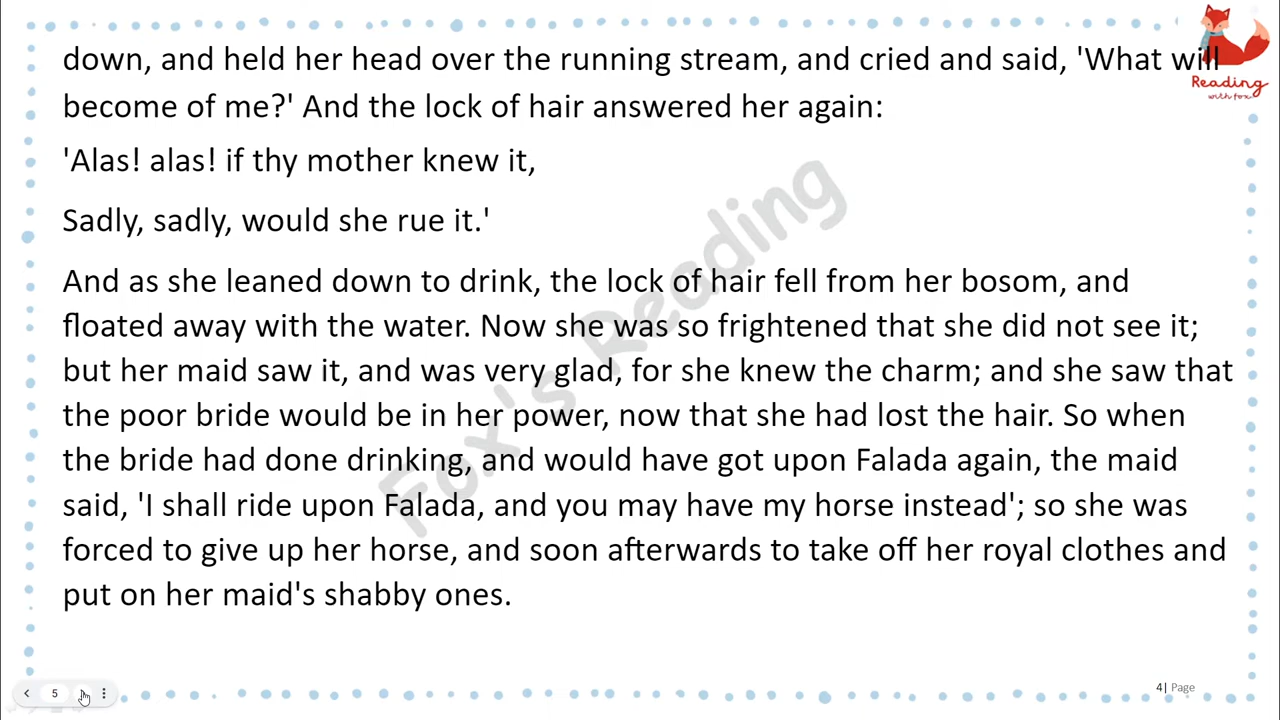 down, and held her head over the running stream, and cried and said, 'What will
become of me?' And the lock of hair answered her again:
'Alas! alas! if thy mother knew it,
Sadly, sadly, would she rue it.'
And as she leaned down to drink, the lock of hair fell from her bosom, and
floated away with the water. Now she was so frightened that she did not see it;
but her maid saw it, and was very glad, for she knew the charm; and she saw that
the poor bride would be in her power, now that she had lost the hair. So when
the bride had done drinking, and would have got upon Falada again, the maid
said, 'I shall ride upon Falada, and you may have my horse instead'; so she was
forced to give up her horse, and soon afterwards to take off her royal clothes and
put on her maid's shabby ones.
Reading
with fox
Fox's Reading
5
4| Page